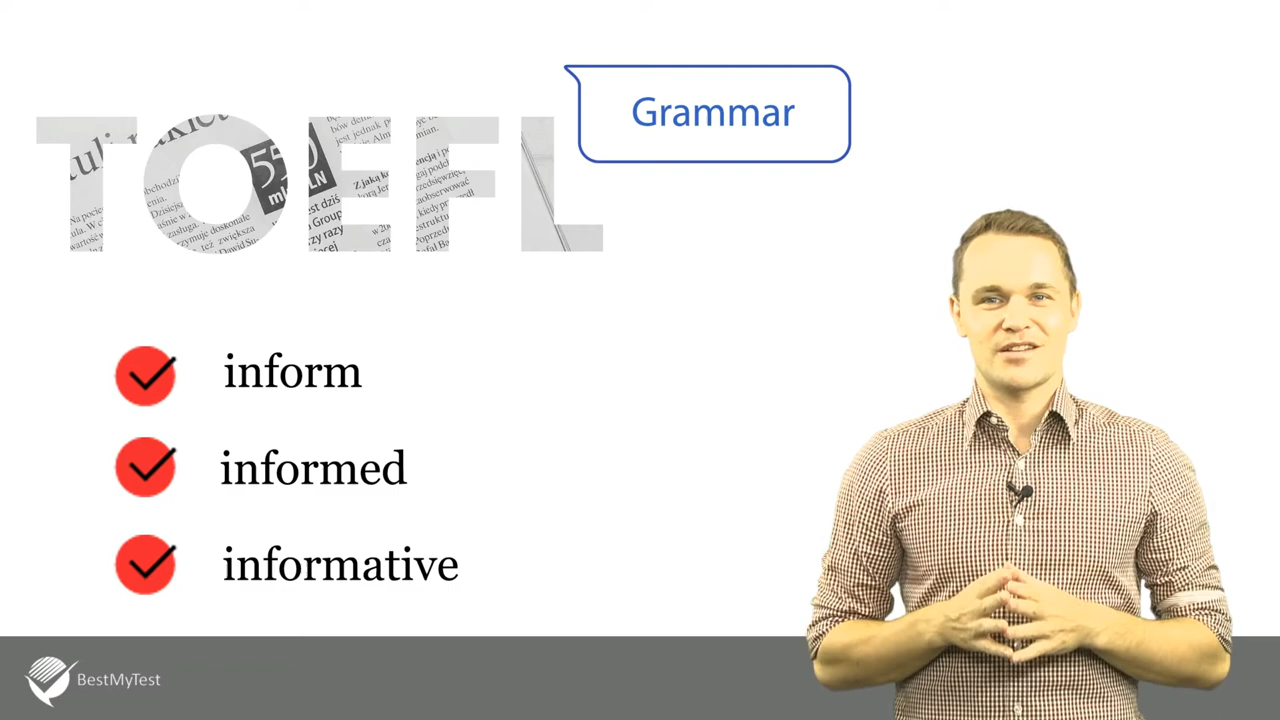 TOEFL
Grammar
inform
informed
informative
BestMyTest